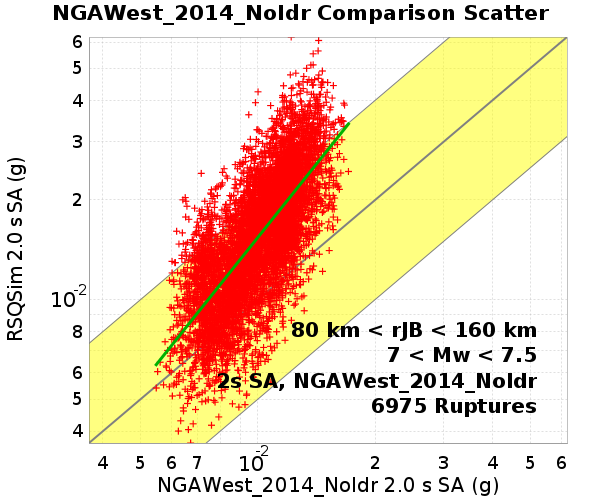 NGAWest_2014_NoIdr Comparison Scatter
RSQSim 2.0 s SA (g)
6
5
4
3
2
10-2
8
6
5
4
80 km < rJB < 160 km
7 < Mw < 7.5
2s SA, NGAWest_2014_NoIdr
6975 Ruptures
4 5 6 7 10-2 2 3 4 5 6
NGAWest_2014_NoIdr 2.0 s SA (g)